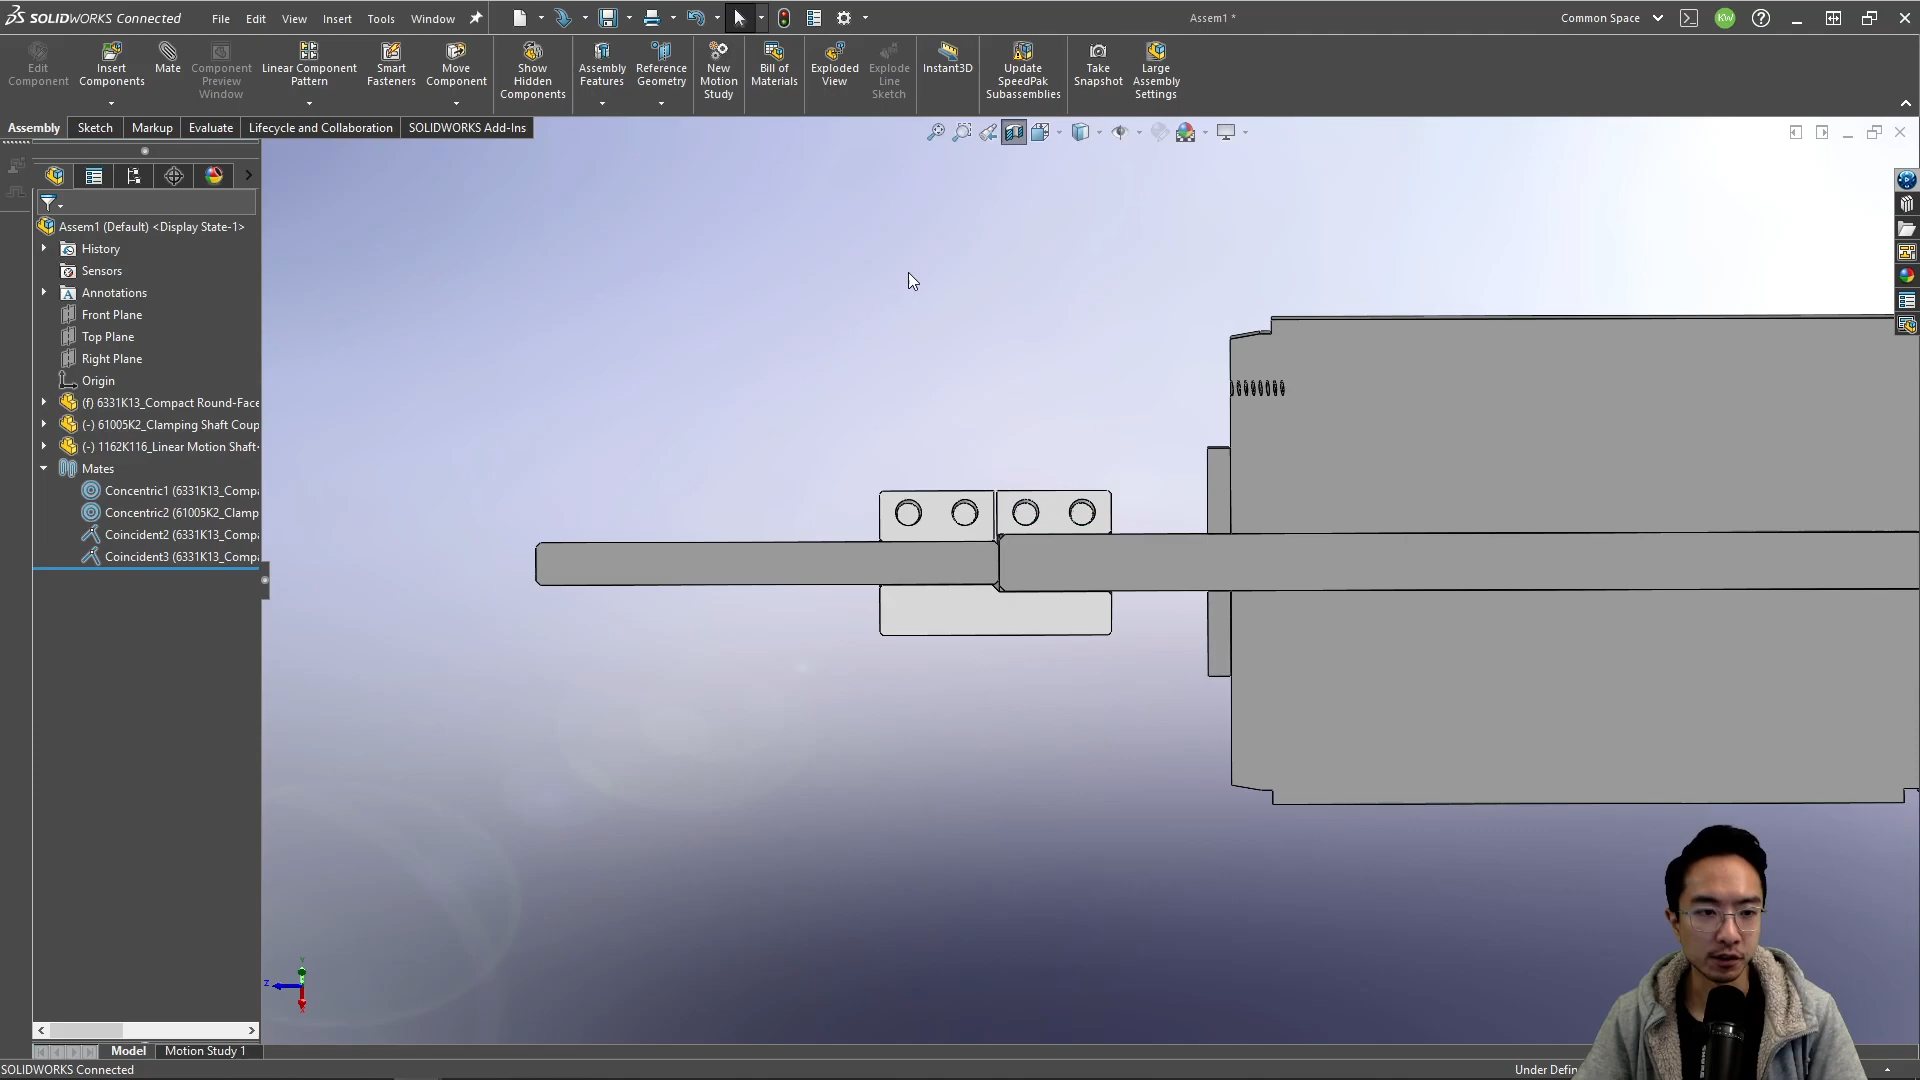 SOLIDWORKS Connected File Edit View Insert Tools Window Assem1 * Common Space KW
Edit Component
Insert Components
Mate
Component Preview Window
Linear Component Pattern
Smart Fasteners
Move Component
Show Hidden Components
Assembly Features
Reference Geometry
New Motion Study
Bill of Materials
Exploded View
Explode Line Sketch
Instant3D
Update SpeedPak Subassemblies
Take Snapshot
Large Assembly Settings
Assembly Sketch Markup Evaluate Lifecycle and Collaboration SOLIDWORKS Add-Ins
Assem1 (Default) <Display State-1>
History
Sensors
Annotations
Front Plane
Top Plane
Right Plane
Origin
(f) 6331K13_Compact Round-Face
(-) 61005K2_Clamping Shaft Coup
(-) 1162K116_Linear Motion Shaft-
Mates
Concentric1 (6331K13_Compa
Concentric2 (61005K2_Clamp
Coincident2 (6331K13_Compa
Coincident3 (6331K13_Compa
Y
Z
X
Model Motion Study 1
SOLIDWORKS Connected Under Defin